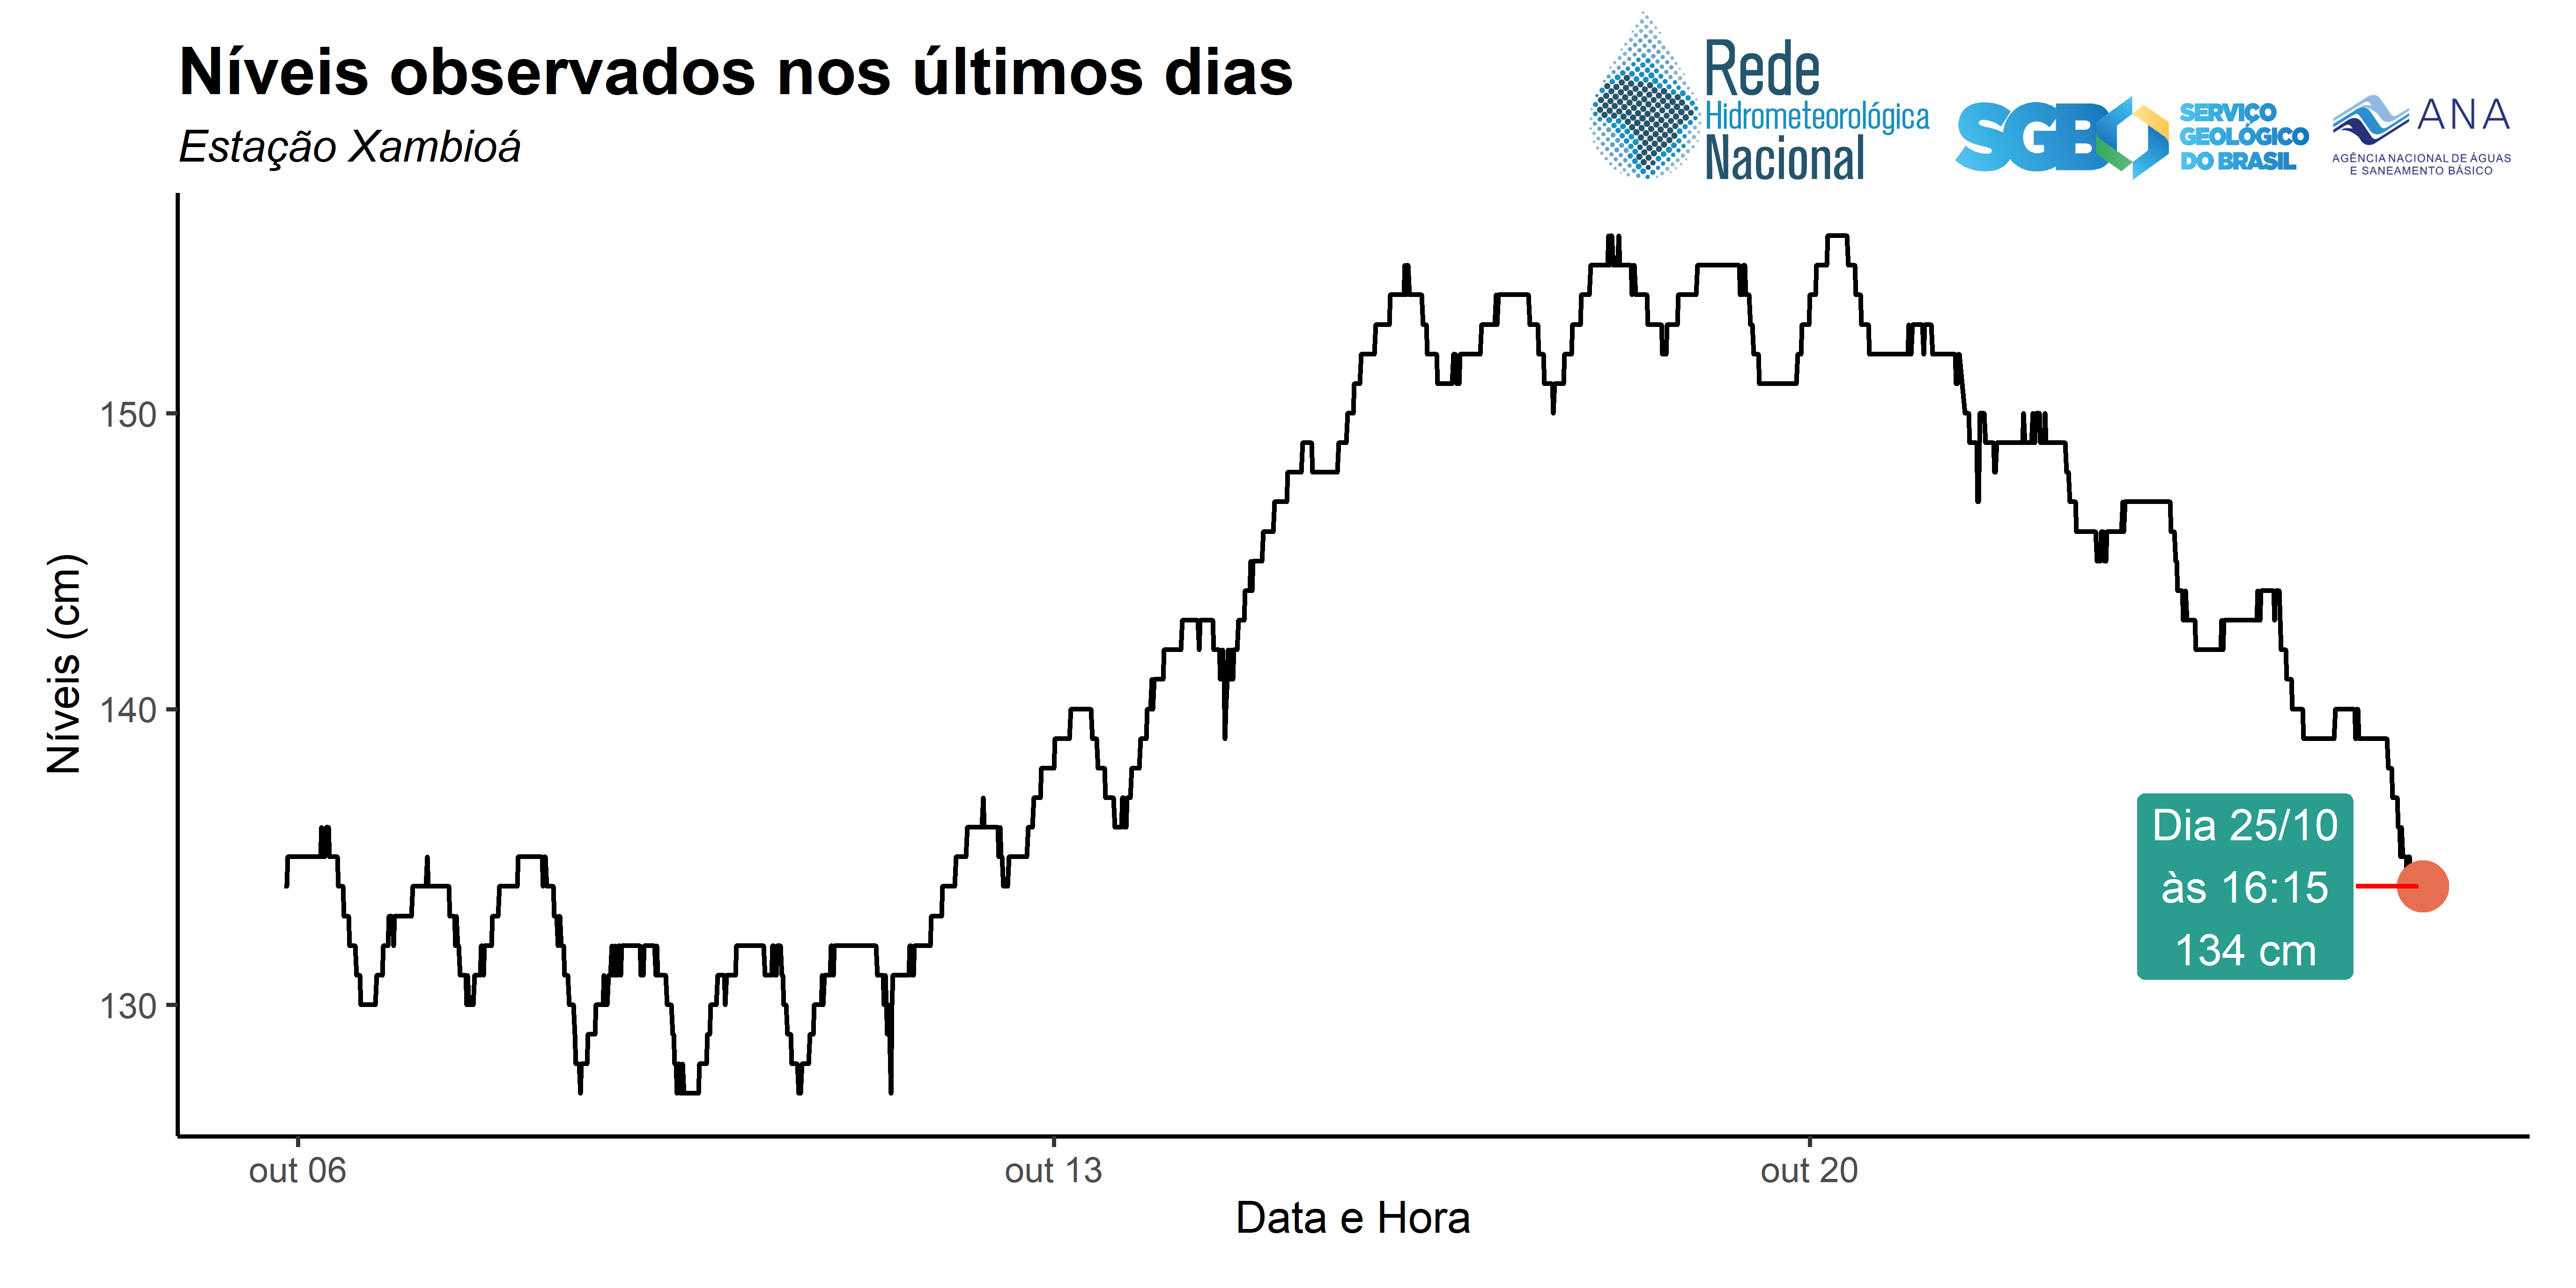 Níveis observados nos últimos dias
Estação Xambioá
Rede
Hidrometeorológica
Nacional
SGB
SERVIÇO
GEOLÓGICO
DO BRASIL
ANA
AGÊNCIA NACIONAL DE ÁGUAS
E SANEAMENTO BÁSICO
Níveis (cm)
150
140
130
Dia 25/10
às 16:15
134 cm
out 06
out 13
out 20
Data e Hora